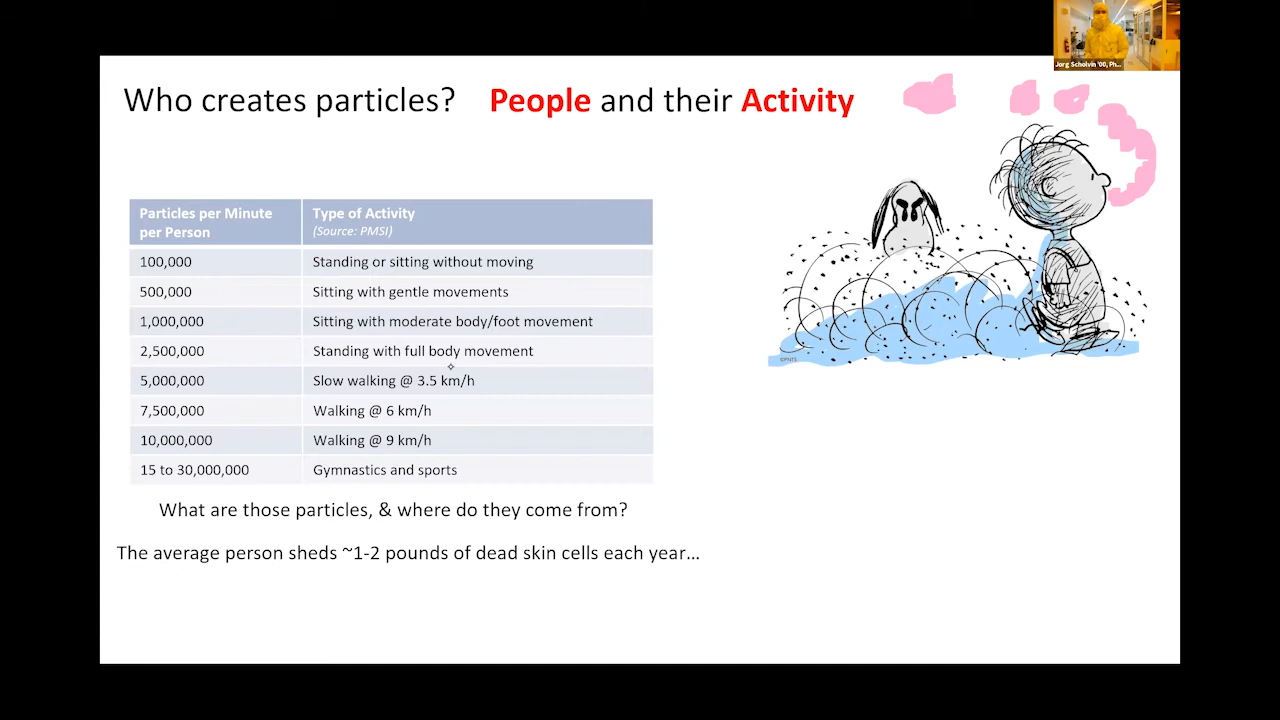 Jorg Scholvin '00, Ph...
Who creates particles? People and their Activity
Particles per Minute
per Person
Type of Activity
(Source: PMSI)
100,000 Standing or sitting without moving
500,000 Sitting with gentle movements
1,000,000 Sitting with moderate body/foot movement
2,500,000 Standing with full body movement
5,000,000 Slow walking @ 3.5 km/h
7,500,000 Walking @ 6 km/h
10,000,000 Walking @ 9 km/h
15 to 30,000,000 Gymnastics and sports
©PNTS
What are those particles, & where do they come from?
The average person sheds ~1-2 pounds of dead skin cells each year…